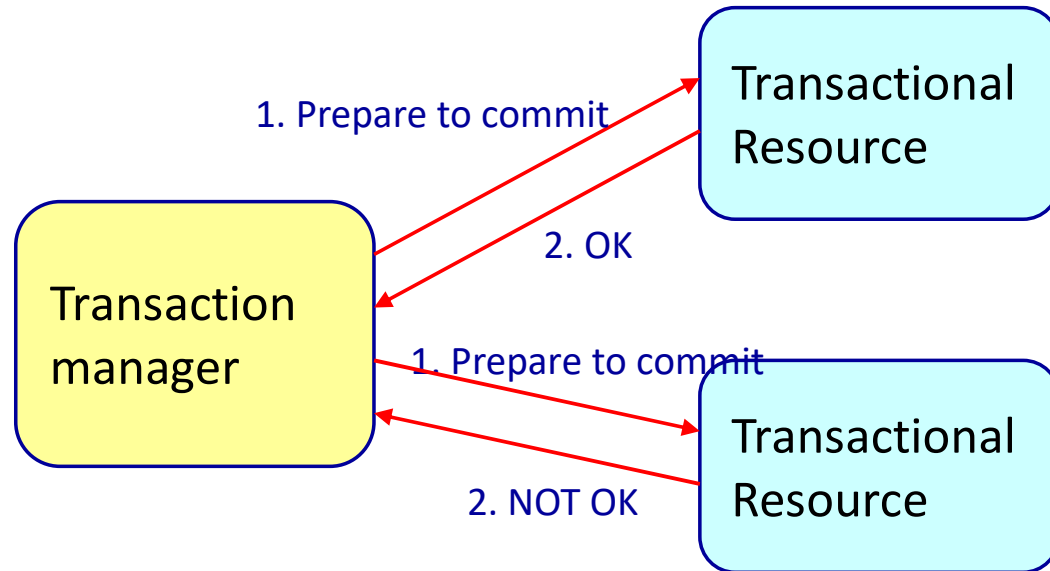 Transactional
Resource
1. Prepare to commit
2. OK
Transaction
manager
1. Prepare to commit
Transactional
Resource
2. NOT OK